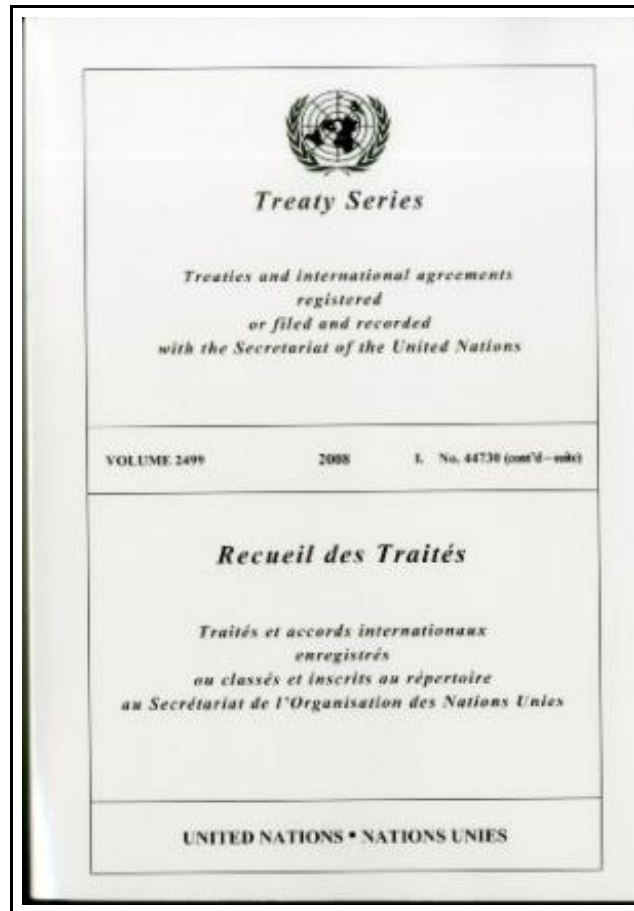 Treaty Series
Treaties and international agreements
registered
or filed and recorded
with the Secretariat of the United Nations
VOLUME 2499 2008 I. No. 44730 (cont'd—suite)
Recueil des Traités
Traités et accords internationaux
enregistrés
ou classés et inscrits au répertoire
au Secrétariat de l'Organisation des Nations Unies
UNITED NATIONS • NATIONS UNIES